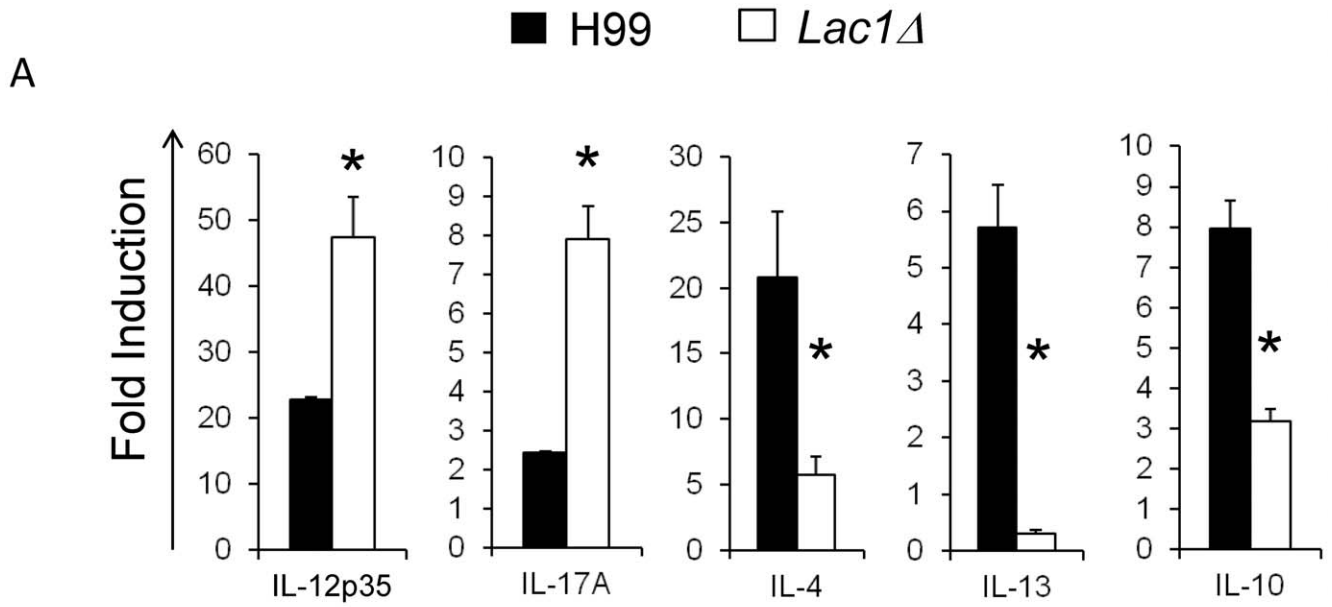 H99 Lac1Δ
A
Fold Induction
60 50 40 30 20 10 0
* 
IL-12p35
10 9 8 7 6 5 4 3 2 1 0
*
IL-17A
30 25 20 15 10 5 0
*
IL-4
7 6 5 4 3 2 1 0
*
IL-13
10 9 8 7 6 5 4 3 2 1 0
*
IL-10